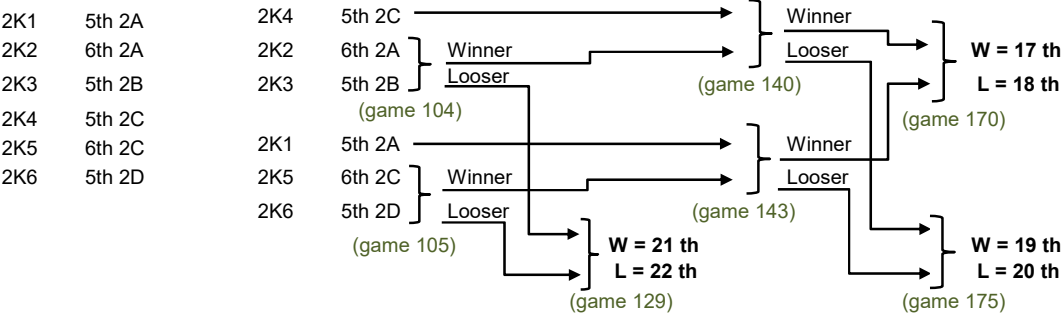 2K1 5th 2A
2K2 6th 2A
2K3 5th 2B
2K4 5th 2C
2K5 6th 2C
2K6 5th 2D
2K4 5th 2C
2K2 6th 2A Winner
2K3 5th 2B Looser
(game 104)
2K1 5th 2A
2K5 6th 2C Winner
2K6 5th 2D Looser
(game 105)
W = 21 th
L = 22 th
(game 129)
Winner
Looser
(game 140)
Winner
Looser
(game 143)
W = 17 th
L = 18 th
(game 170)
W = 19 th
L = 20 th
(game 175)